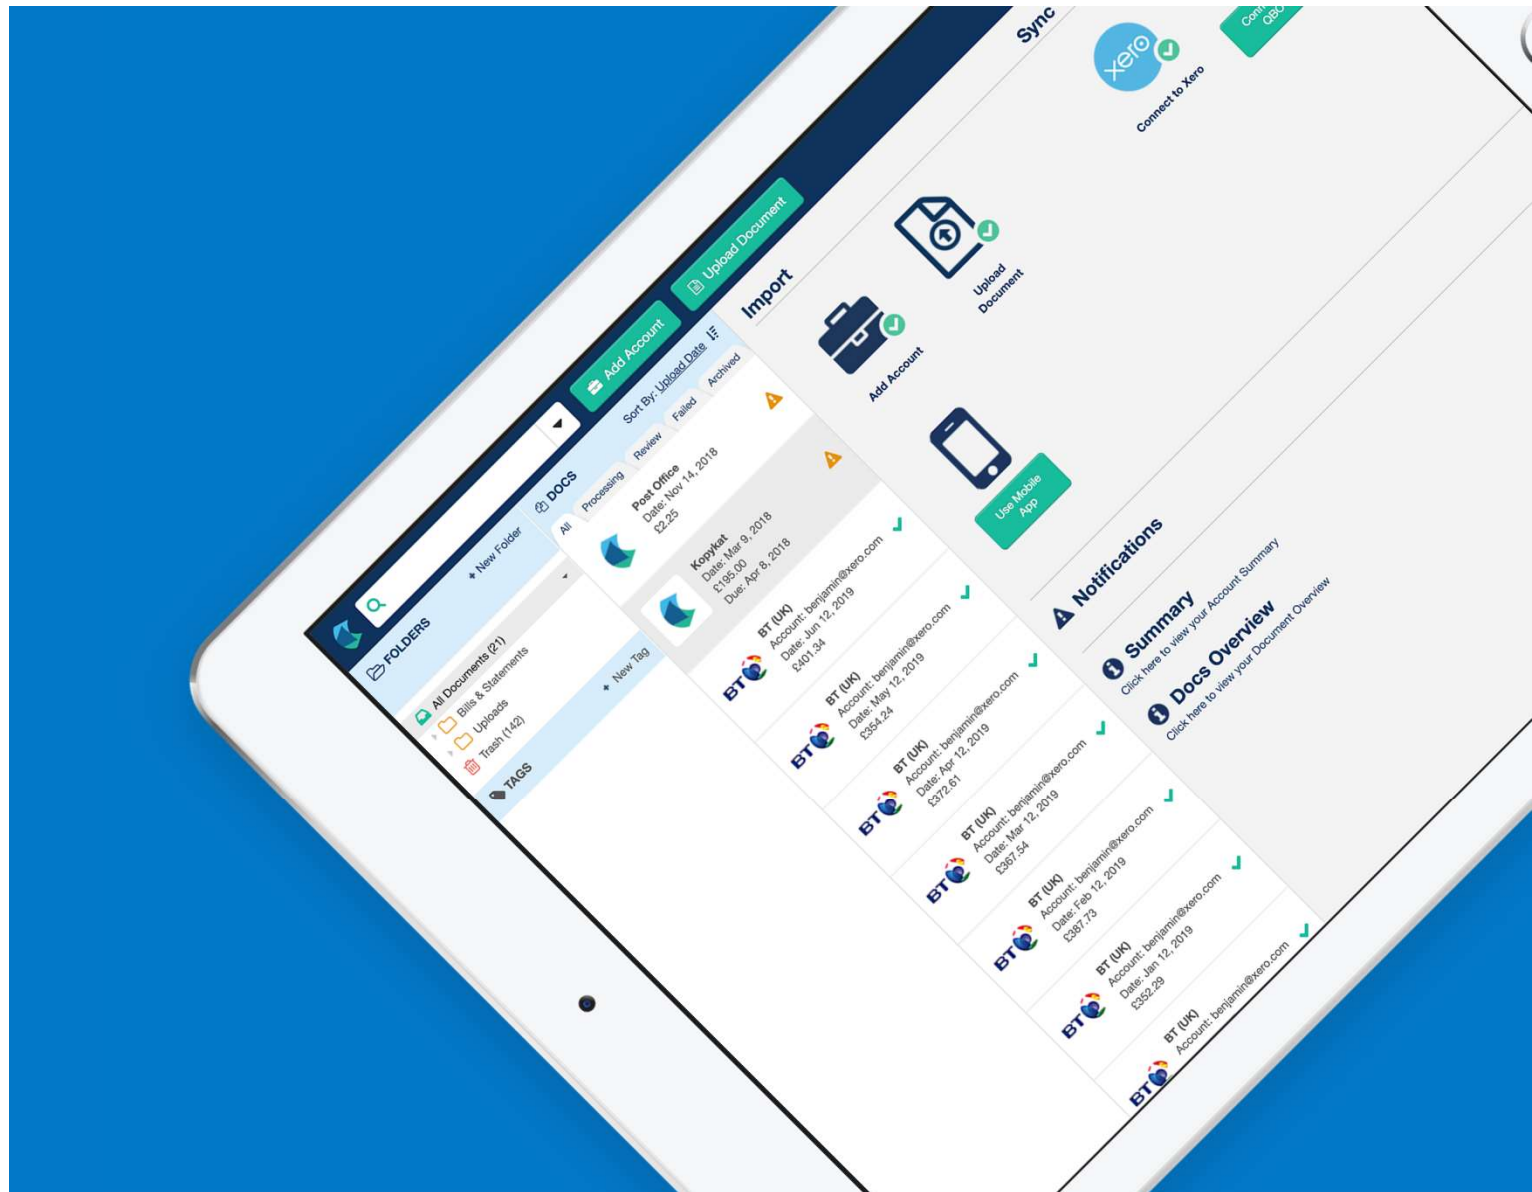 FOLDERS
+ New Folder
All Documents (21)
Bills & Statements
Uploads
Trash (142)
TAGS
+ New Tag
Add Account
Upload Document
DOCS
Sort By: Upload Date
All
Processing
Review
Failed
Archived
Post Office
Date: Nov 14, 2018
£2.25
Kopykat
Date: Mar 9, 2018
£195.00
Due: Apr 8, 2018
BT
BT (UK)
Account: benjamin@xero.com
Date: Jun 12, 2019
£401.34
BT
BT (UK)
Account: benjamin@xero.com
Date: May 12, 2019
£354.24
BT
BT (UK)
Account: benjamin@xero.com
Date: Apr 12, 2019
£372.61
BT
BT (UK)
Account: benjamin@xero.com
Date: Mar 12, 2019
£367.54
BT
BT (UK)
Account: benjamin@xero.com
Date: Feb 12, 2019
£387.73
BT
BT (UK)
Account: benjamin@xero.com
Date: Jan 12, 2019
£352.29
BT
BT (UK)
Account: benjamin@xero.com
Import
Use Mobile
App
Add Account
Upload
Document
Sync
xero
Connect to Xero
QBO
Notifications
Summary
Click here to view your Account Summary
Docs Overview
Click here to view your Document Overview